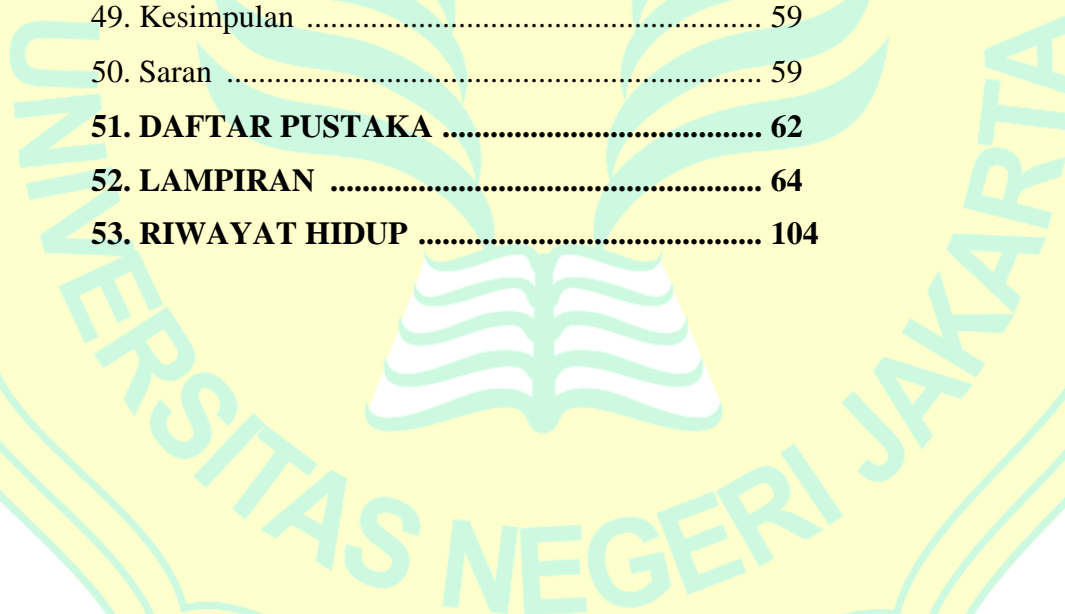 49. Kesimpulan ......................................................... 59
50. Saran ................................................................... 59
51. DAFTAR PUSTAKA ........................................ 62
52. LAMPIRAN ...................................................... 64
53. RIWAYAT HIDUP ........................................... 104
UNIVERSITAS NEGERI JAKARTA